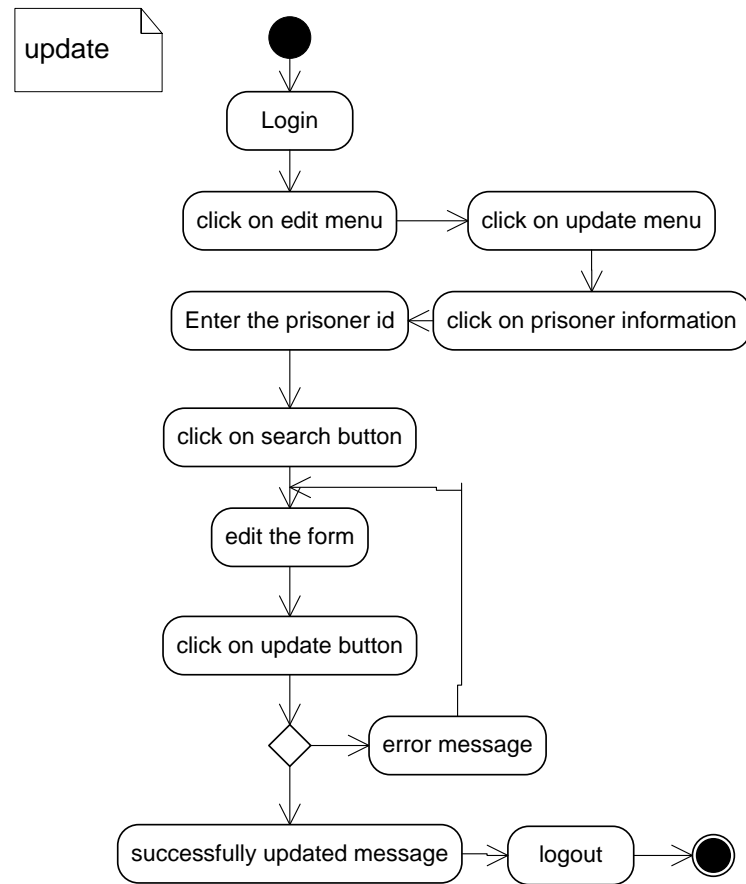 update
Login
click on edit menu
click on update menu
click on prisoner information
Enter the prisoner id
click on search button
edit the form
click on update button
error message
successfully updated message
logout